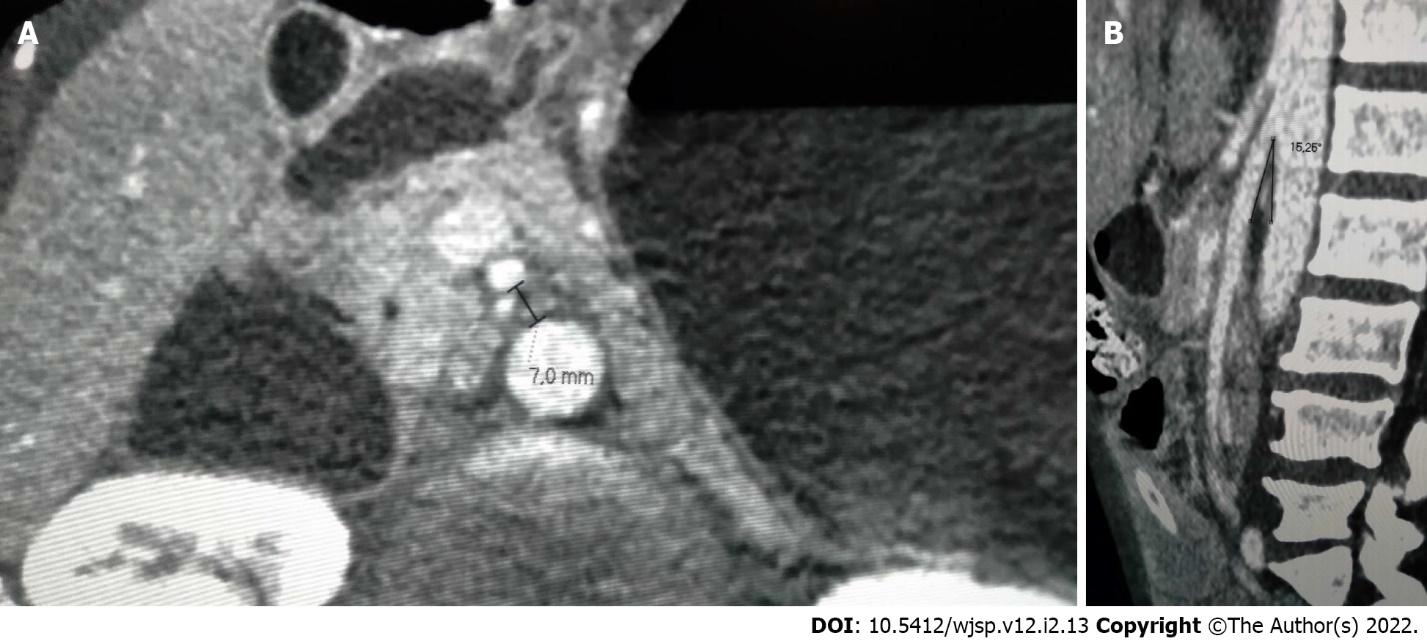 A
B
15,26°
7.0 mm
DOI: 10.5412/wjsp.v12.i2.13 Copyright ©The Author(s) 2022.